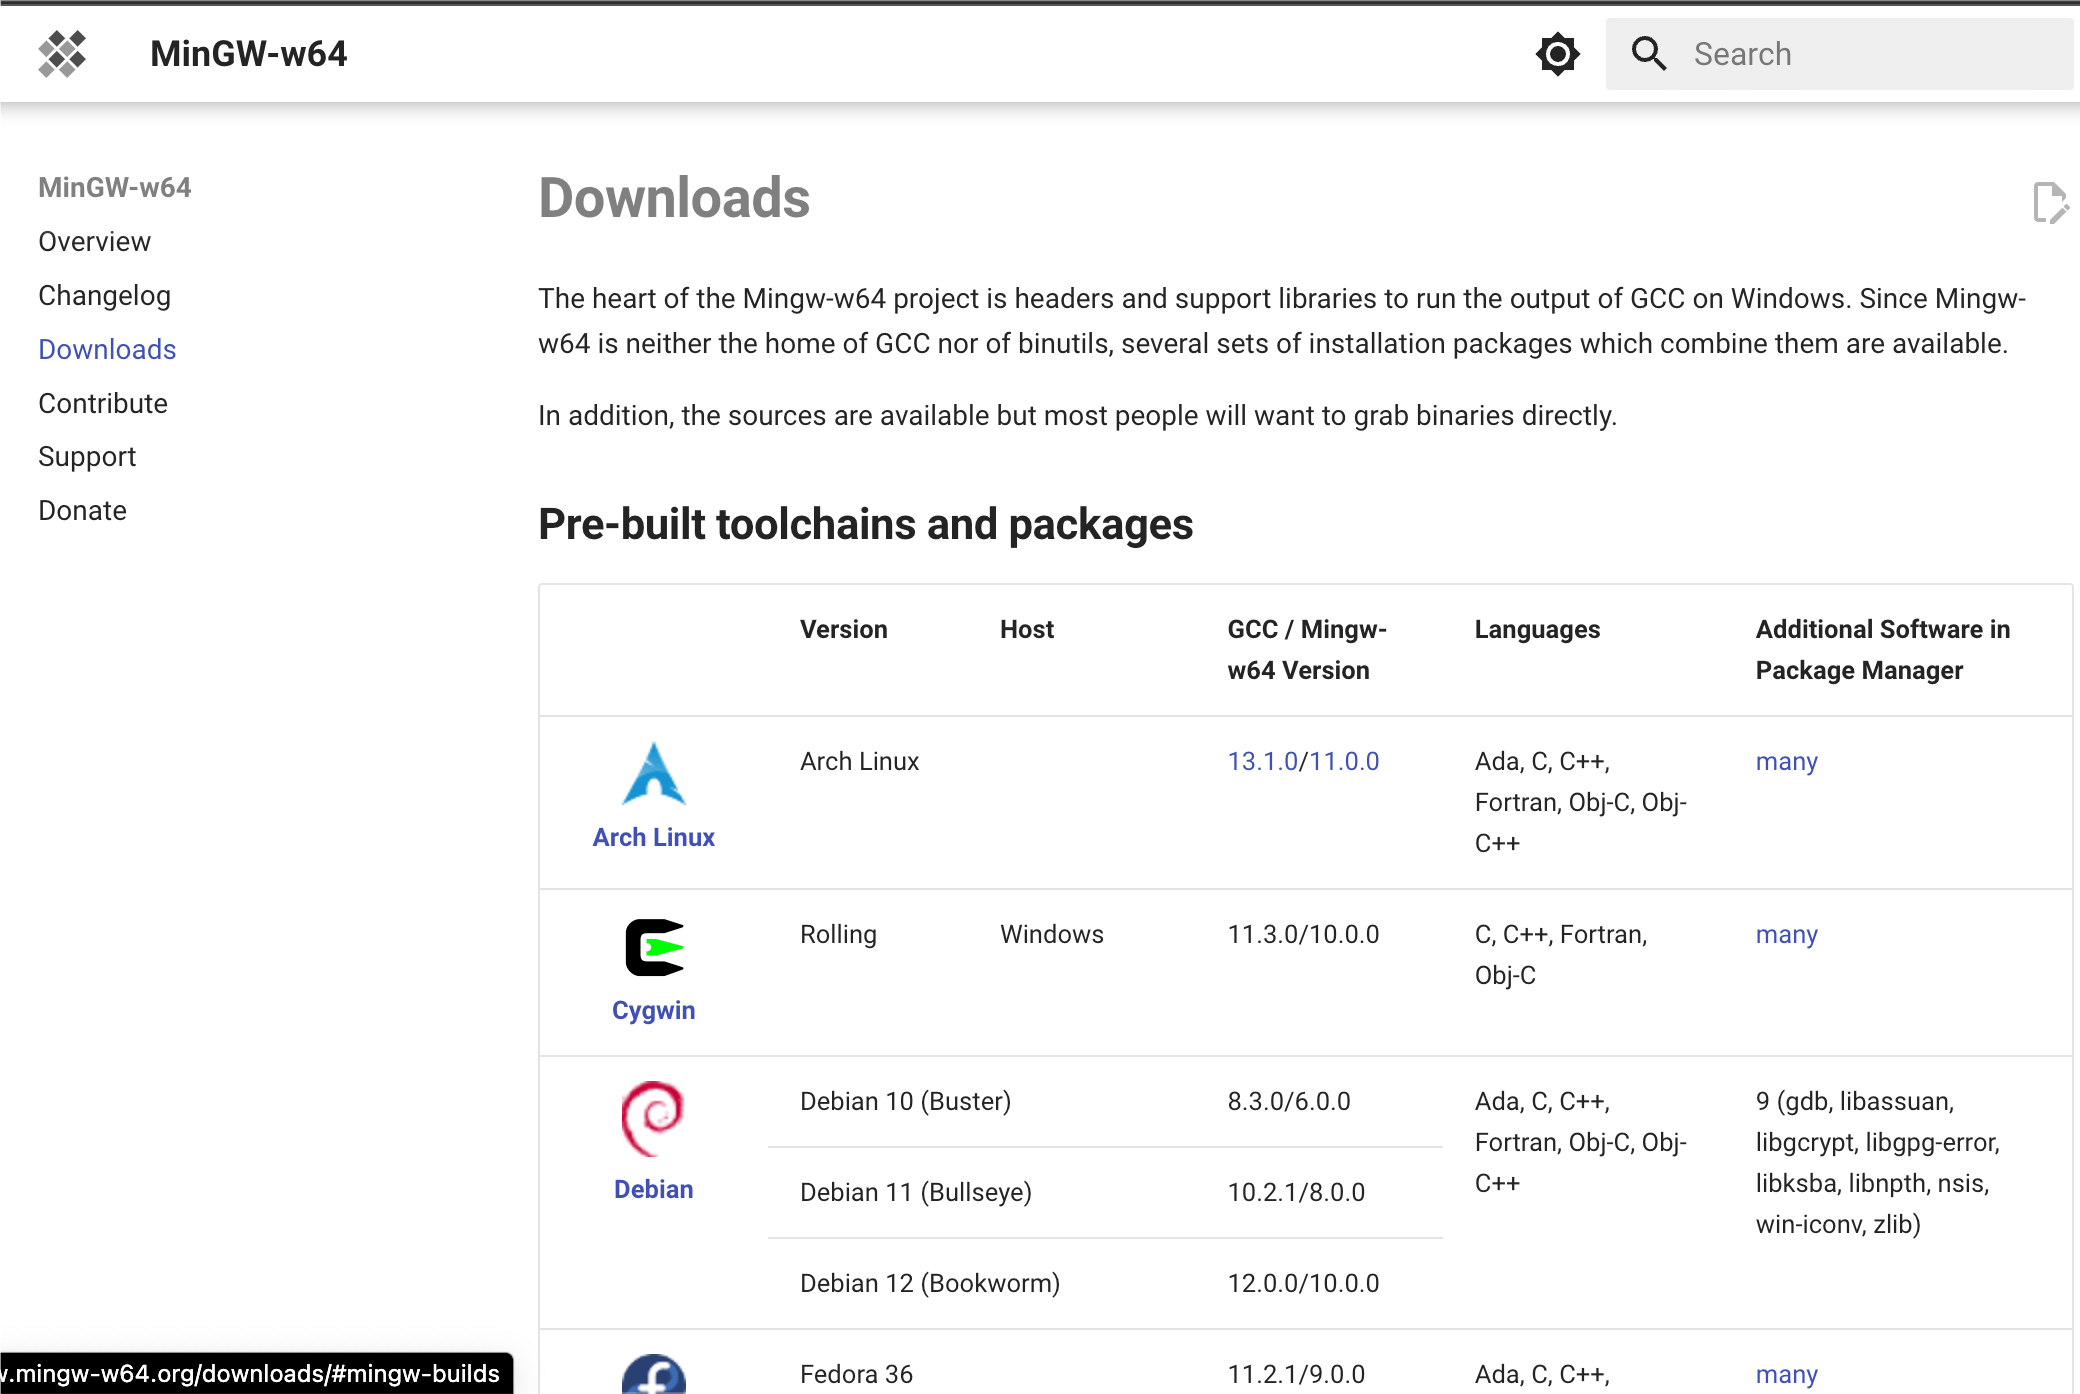 MinGW-w64
Search
MinGW-w64
Overview
Changelog
Downloads
Contribute
Support
Donate
Downloads
The heart of the Mingw-w64 project is headers and support libraries to run the output of GCC on Windows. Since Mingw-
w64 is neither the home of GCC nor of binutils, several sets of installation packages which combine them are available.
In addition, the sources are available but most people will want to grab binaries directly.
Pre-built toolchains and packages
Version
Host
GCC / Mingw-
w64 Version
Languages
Additional Software in
Package Manager
Arch Linux
Arch Linux
13.1.0/11.0.0
Ada, C, C++,
Fortran, Obj-C, Obj-
C++
many
Cygwin
Rolling
Windows
11.3.0/10.0.0
C, C++, Fortran,
Obj-C
many
Debian
Debian 10 (Buster)
8.3.0/6.0.0
Ada, C, C++,
Fortran, Obj-C, Obj-
C++
9 (gdb, libassuan,
libgcrypt, libgpg-error,
libksba, libnpth, nsis,
win-iconv, zlib)
Debian 11 (Bullseye)
10.2.1/8.0.0
Debian 12 (Bookworm)
12.0.0/10.0.0
Fedora 36
11.2.1/9.0.0
Ada, C, C++,
many
.mingw-w64.org/downloads/#mingw-builds